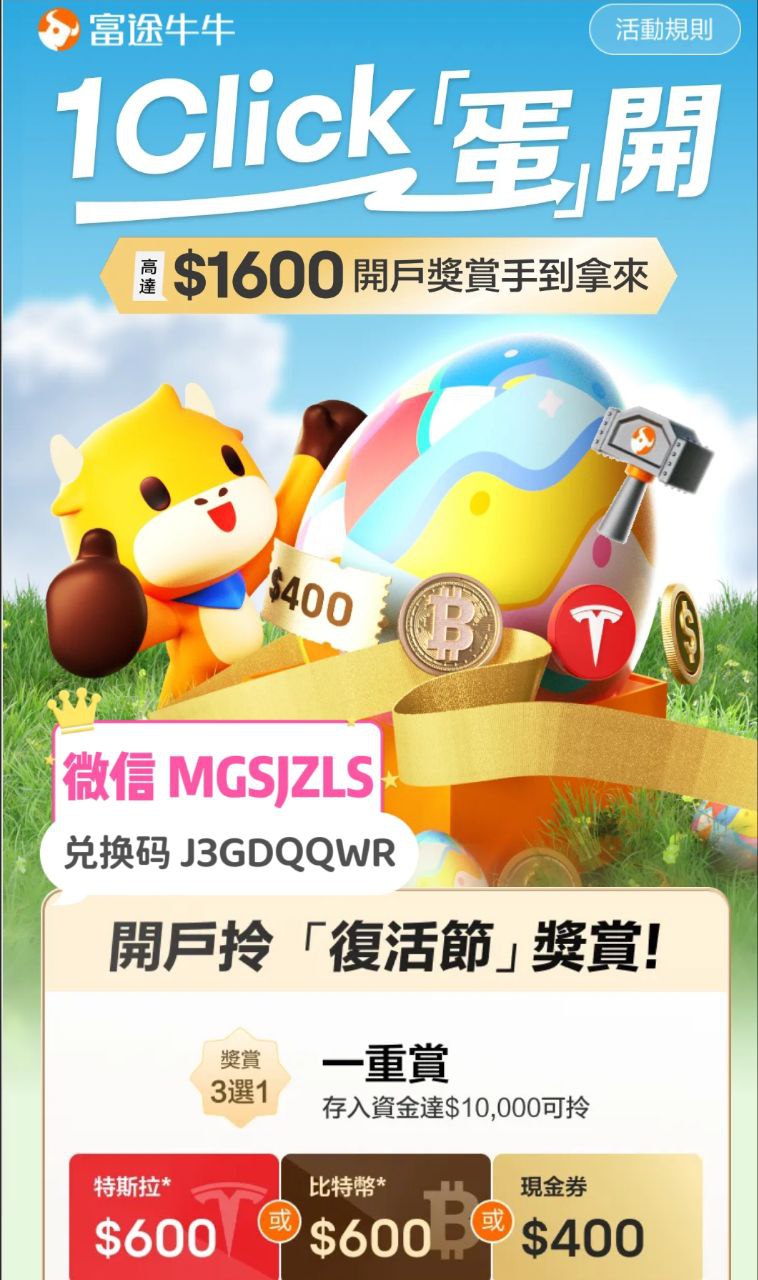 富途牛牛
活動規則
1Click「蛋」開
高達 $1600 開戶獎賞手到拿來
$400
微信 MGSJZLS
兑换码 J3GDQQWR
開戶拎「復活節」獎賞!
獎賞
3選1
一重賞
存入資金達$10,000可拎
特斯拉*
$600
或
比特幣*
$600
或
現金券
$400